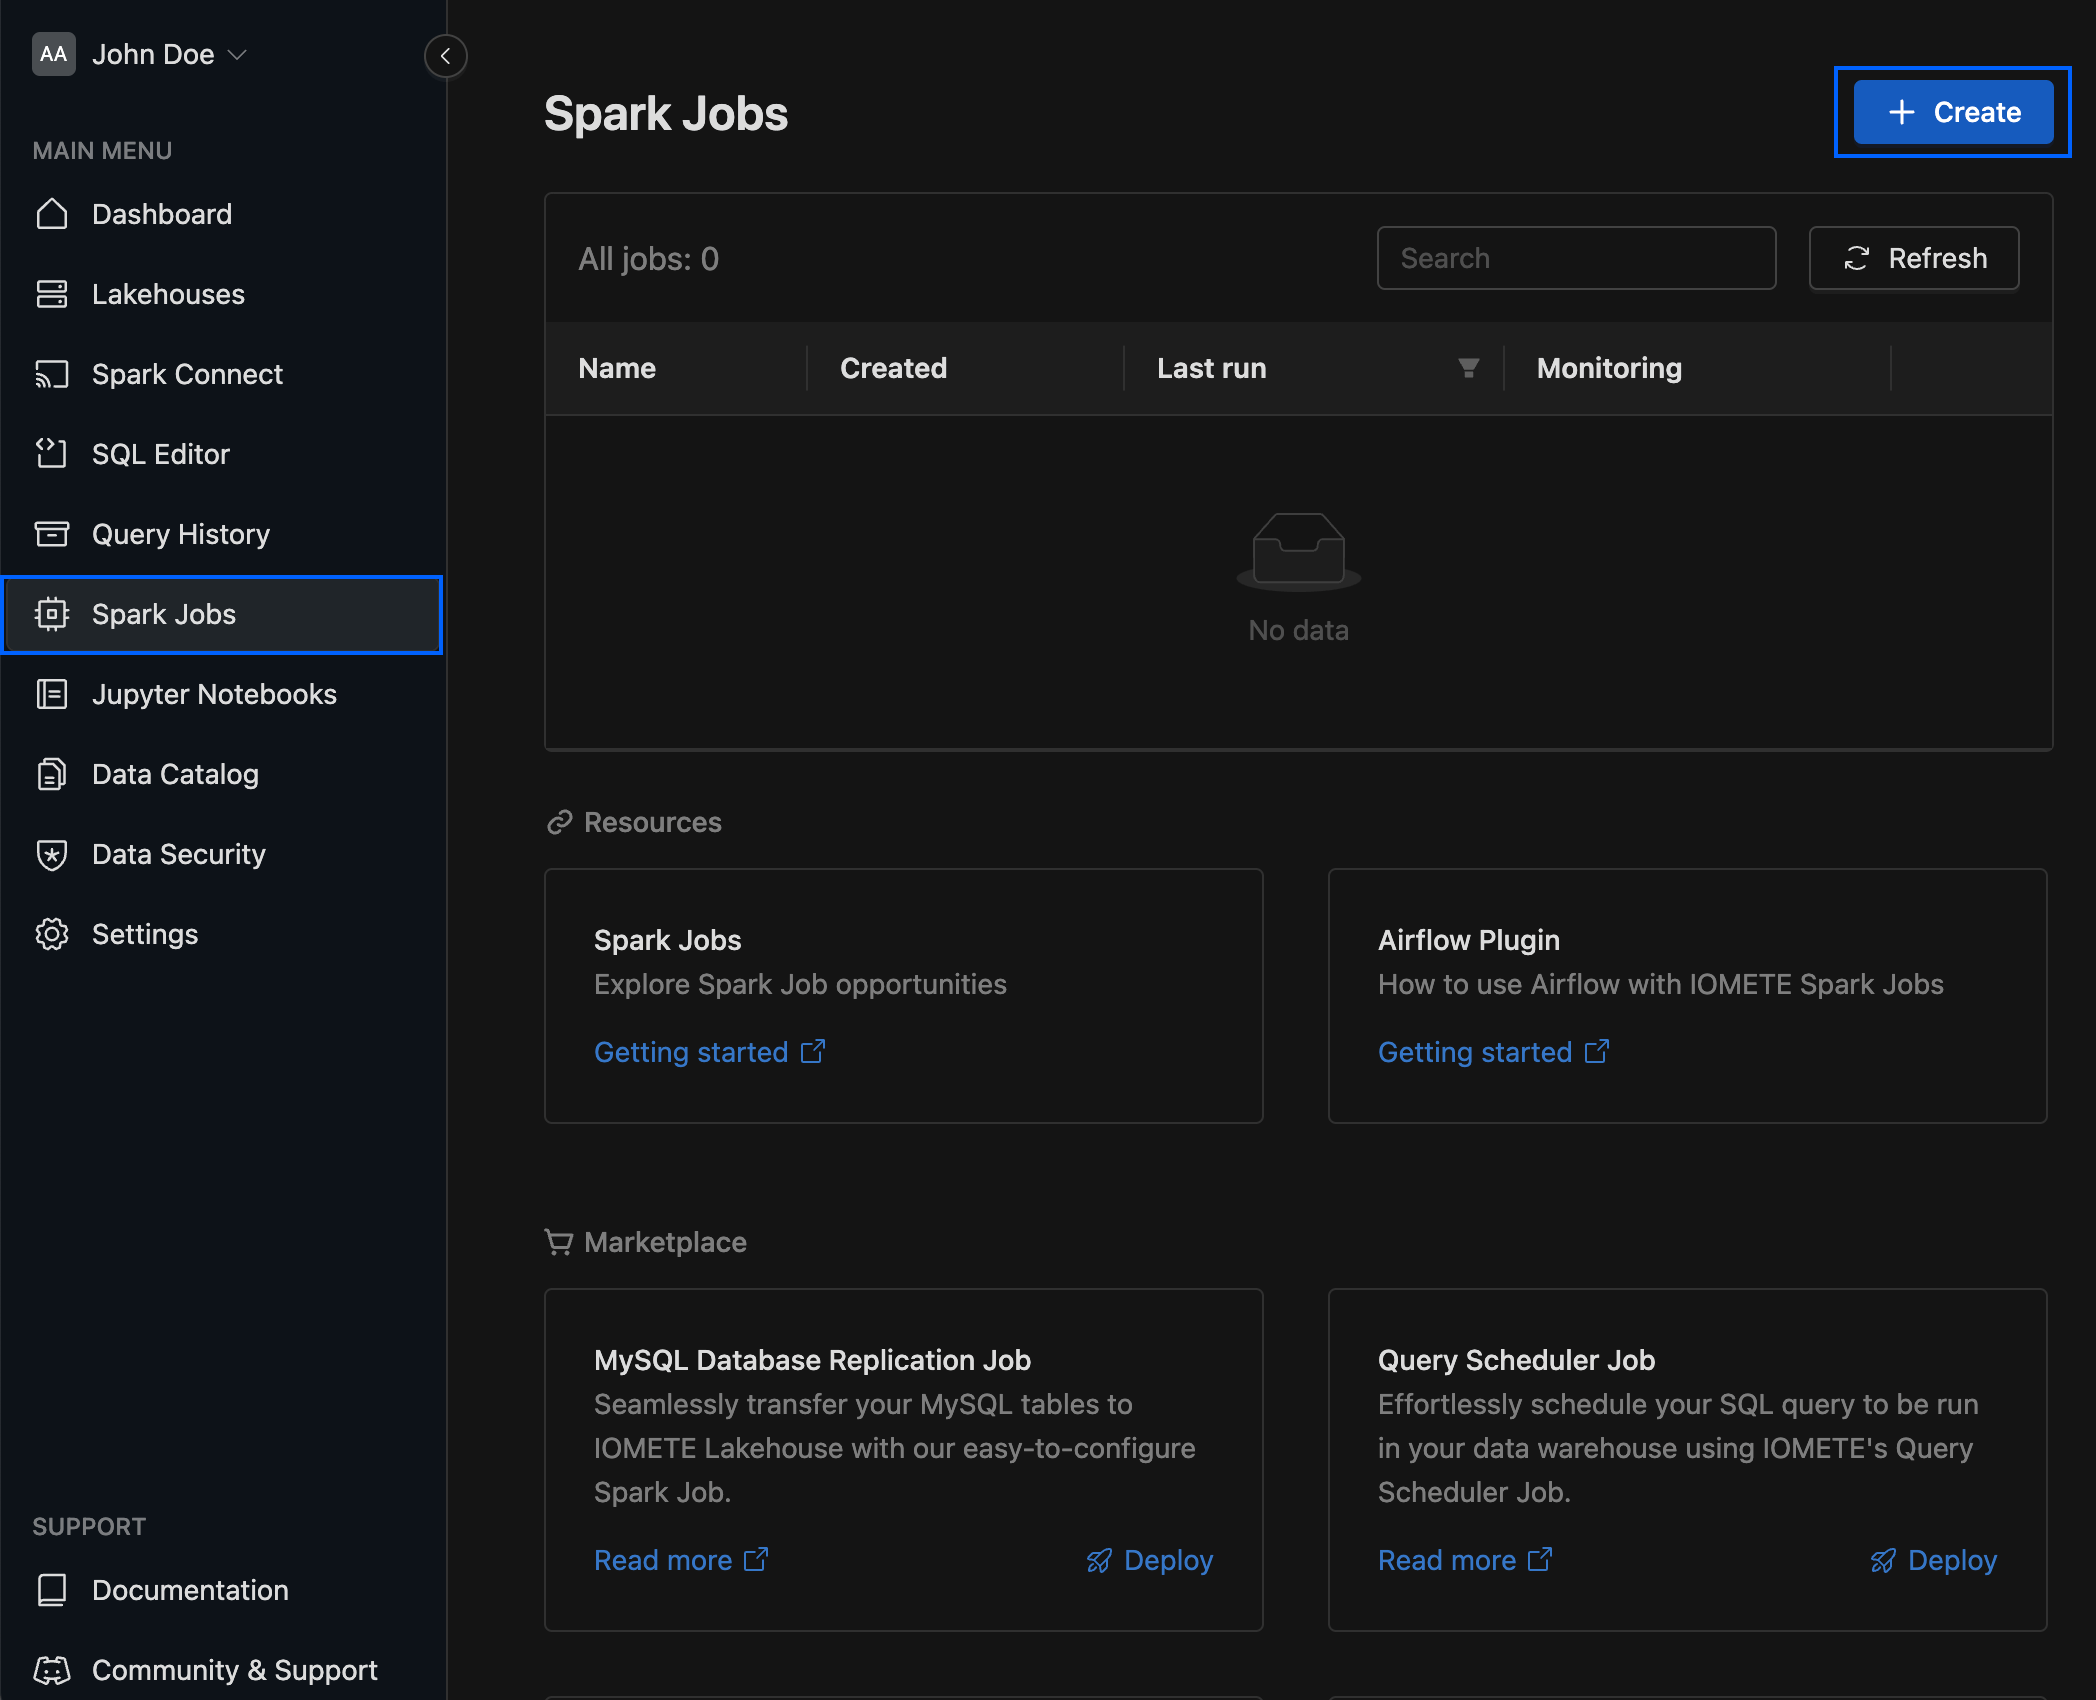 AA John Doe
MAIN MENU
Dashboard
Lakehouses
Spark Connect
SQL Editor
Query History
Spark Jobs
Jupyter Notebooks
Data Catalog
Data Security
Settings
SUPPORT
Documentation
Community & Support
Spark Jobs
Create
All jobs: 0
Search
Refresh
Name Created Last run Monitoring
No data
Resources
Spark Jobs
Explore Spark Job opportunities
Getting started
Airflow Plugin
How to use Airflow with IOMETE Spark Jobs
Getting started
Marketplace
MySQL Database Replication Job
Seamlessly transfer your MySQL tables to
IOMETE Lakehouse with our easy-to-configure
Spark Job.
Read more Deploy
Query Scheduler Job
Effortlessly schedule your SQL query to be run
in your data warehouse using IOMETE's Query
Scheduler Job.
Read more Deploy